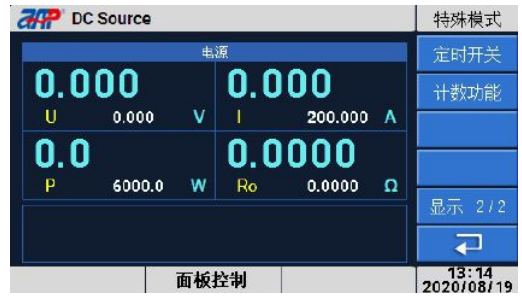 AAP DC Source
特殊模式
电源
定时开关
0.000 0.000
U 0.000 V I 200.000 A
计数功能
0.0 0.0000
P 6000.0 W Ro 0.0000 Ω
显示 2/2
面板控制
13:14
2020/08/19